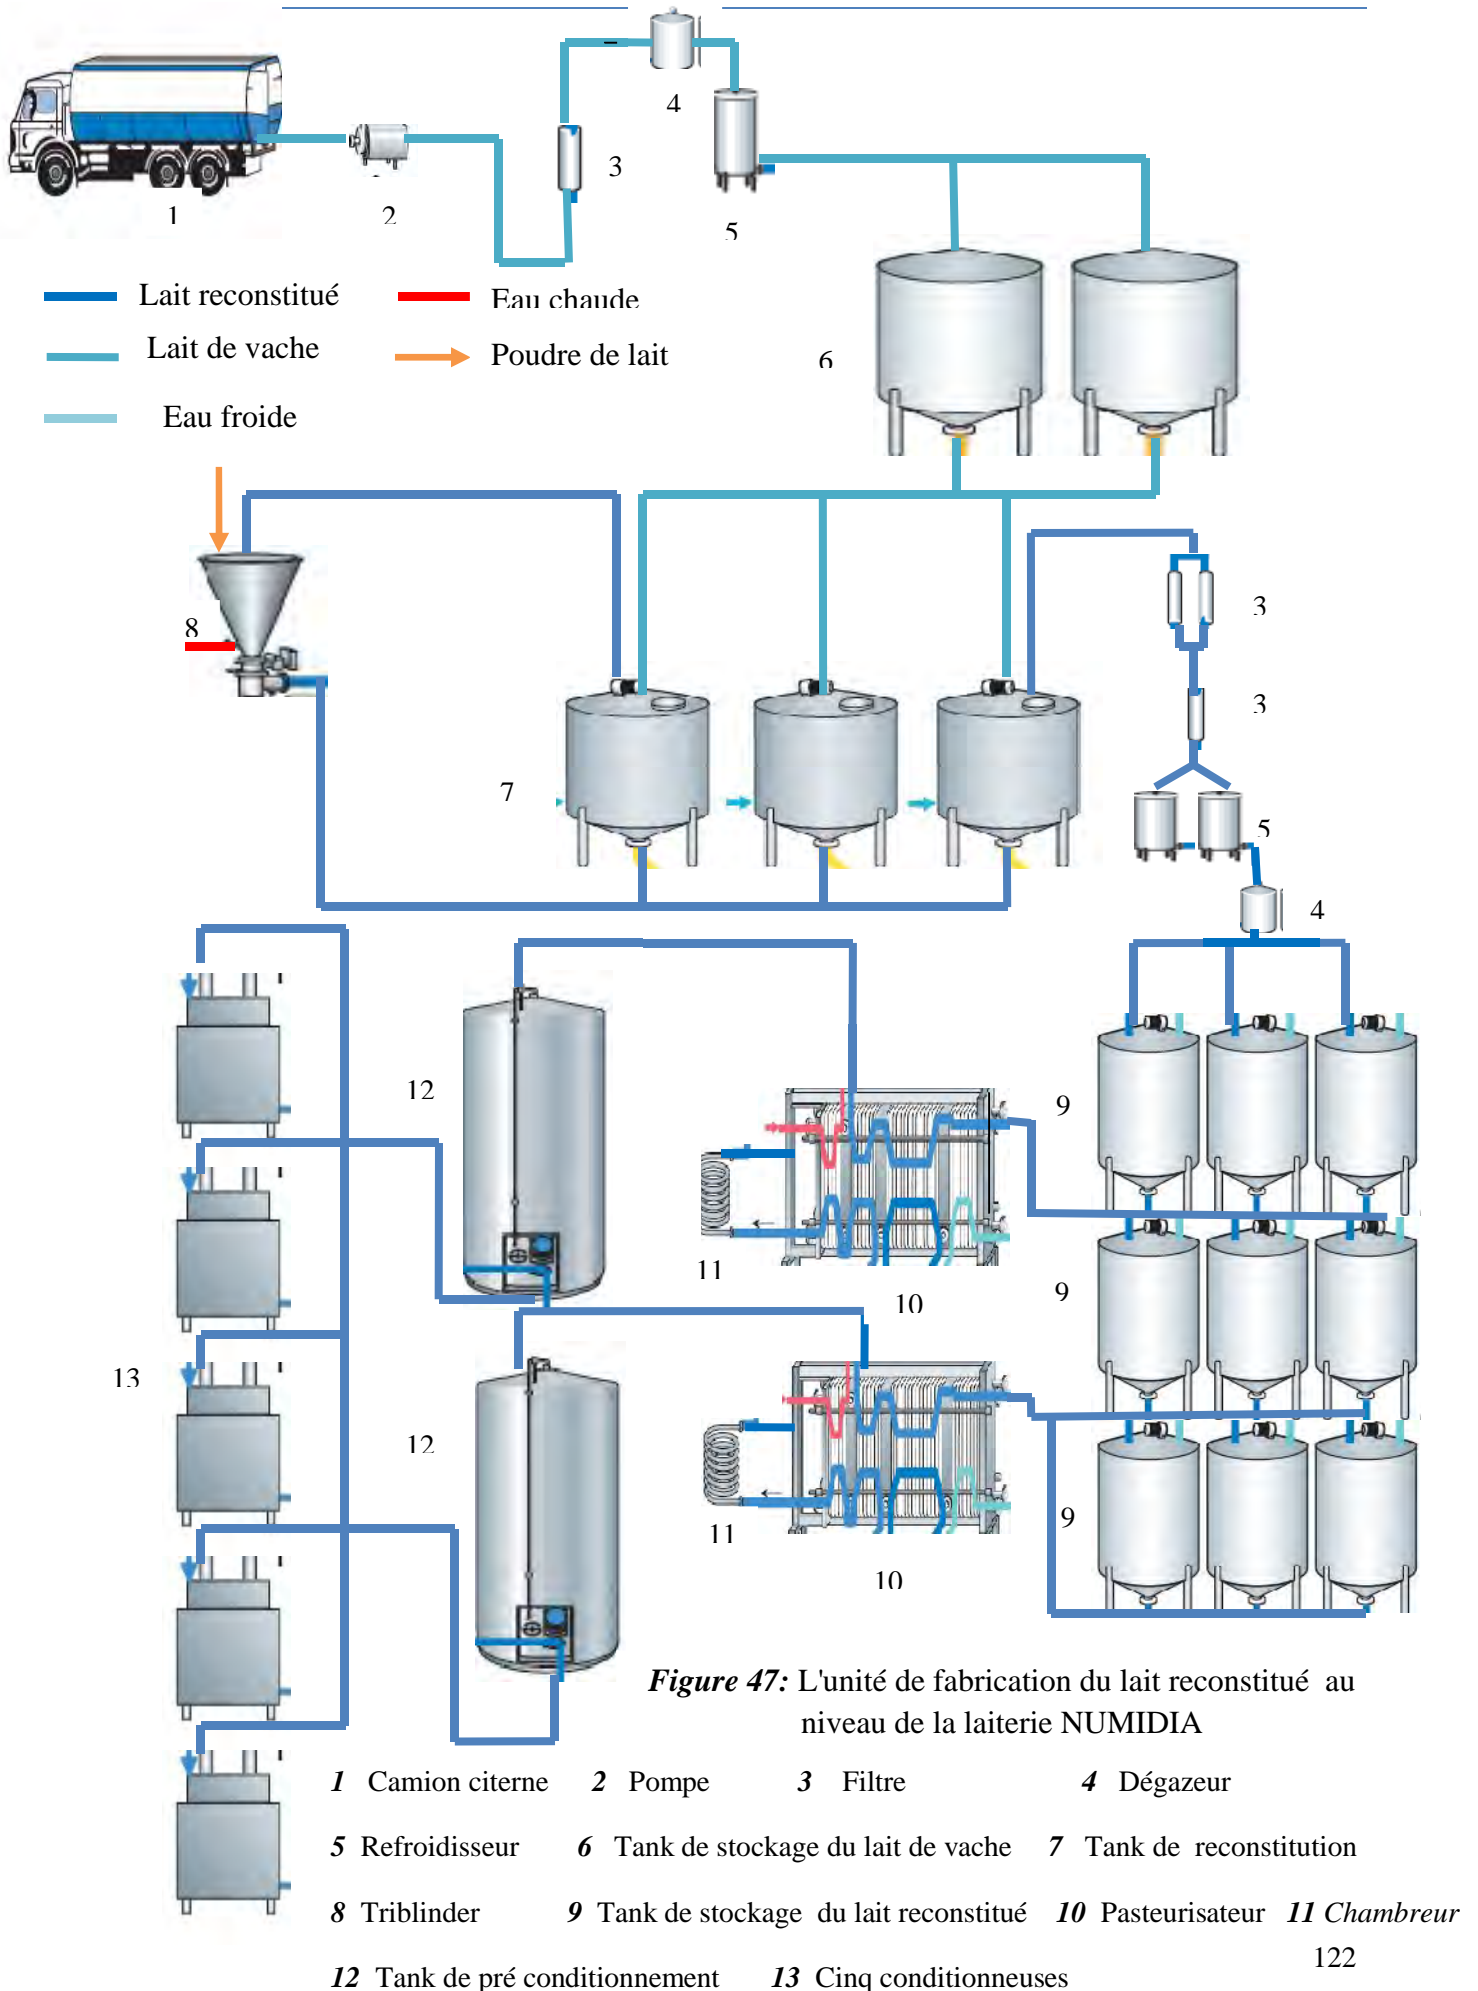 4
3
1
2
5
Lait reconstitué
Eau chaude
Lait de vache
Poudre de lait
6
Eau froide
3
8
3
7
5
4
12
9
11
10
9
13
12
9
11
10
Figure 47: L'unité de fabrication du lait reconstitué au
niveau de la laiterie NUMIDIA
1 Camion citerne 2 Pompe 3 Filtre 4 Dégazeur
5 Refroidisseur 6 Tank de stockage du lait de vache 7 Tank de reconstitution
8 Triblinder 9 Tank de stockage du lait reconstitué 10 Pasteurisateur 11 Chambreur
122
12 Tank de pré conditionnement 13 Cinq conditionneuses